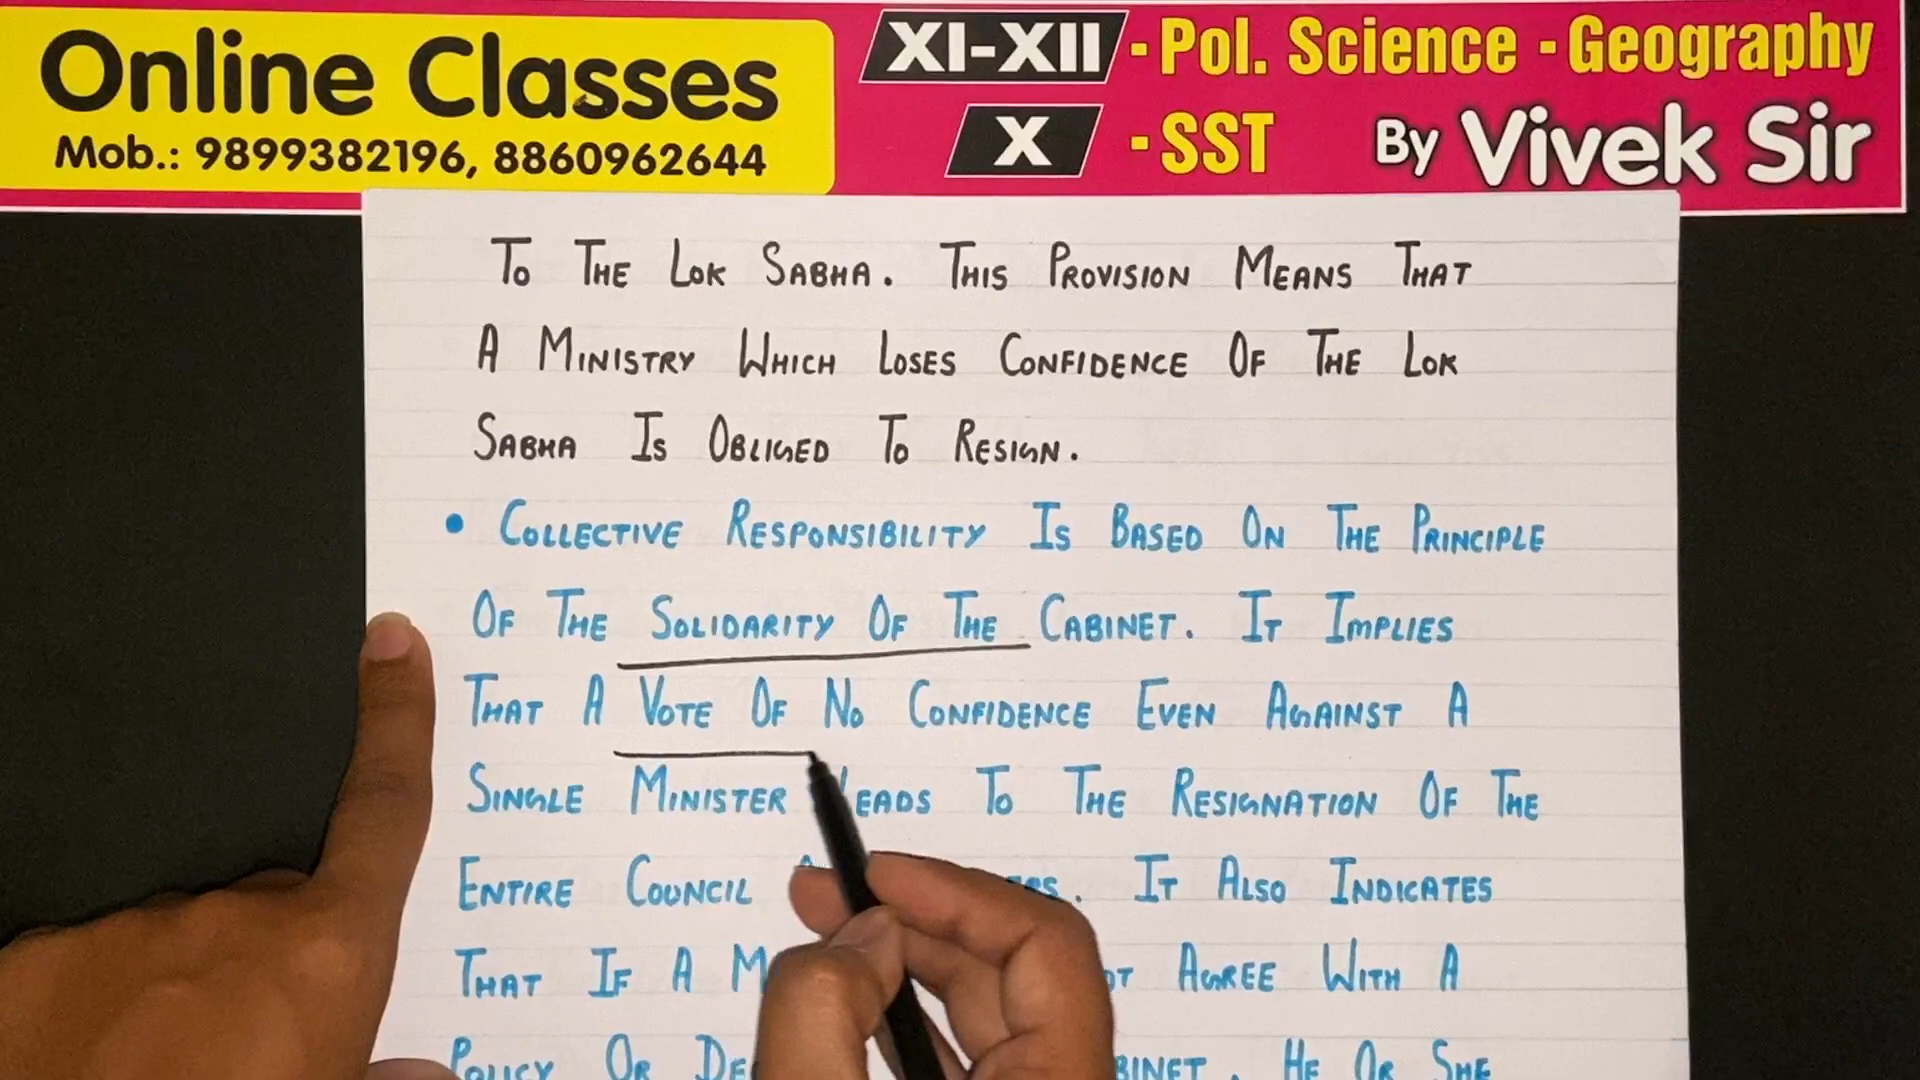 Online Classes
Mob.: 9899382196, 8860962644
XI-XII - Pol. Science - Geography
X - SST By Vivek Sir
TO THE LOK SABHA. THIS PROVISION MEANS THAT
A MINISTRY WHICH LOSES CONFIDENCE OF THE LOK
SABHA IS OBLIGED TO RESIGN.
• COLLECTIVE RESPONSIBILITY IS BASED ON THE PRINCIPLE
OF THE SOLIDARITY OF THE CABINET. IT IMPLIES
THAT A VOTE OF NO CONFIDENCE EVEN AGAINST A
SINGLE MINISTER LEADS TO THE RESIGNATION OF THE
ENTIRE COUNCIL IT ALSO INDICATES
THAT IF A AGREE WITH A
POLICY OR HE OR SHE